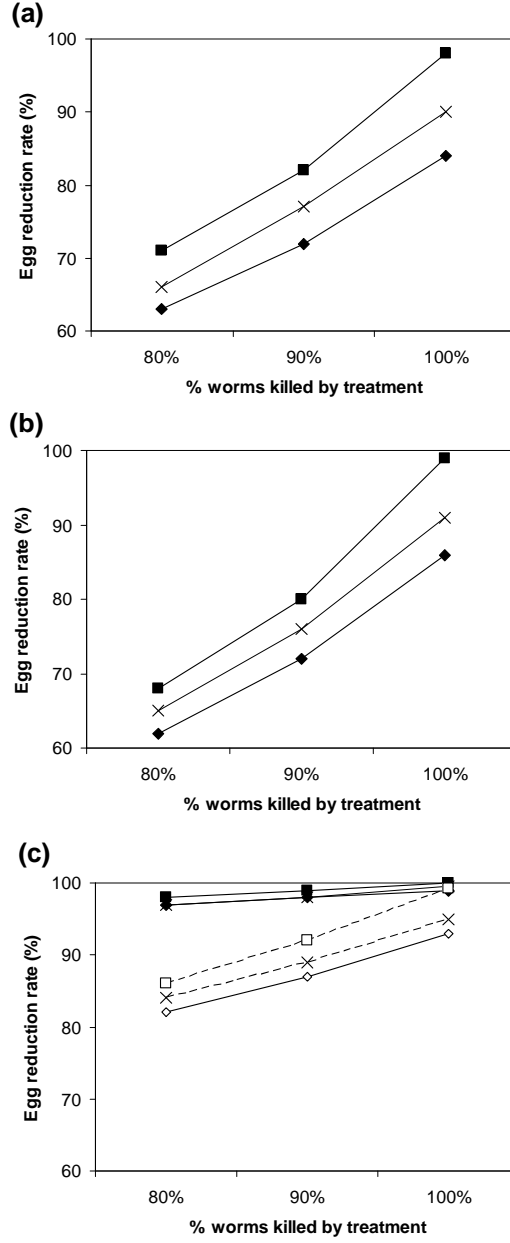 (a)
100
90
80
70
60
Egg reduction rate (%)
80% 90% 100%
% worms killed by treatment
(b)
100
90
80
70
60
Egg reduction rate (%)
80% 90% 100%
% worms killed by treatment
(c)
100
90
80
70
60
Egg reduction rate (%)
80% 90% 100%
% worms killed by treatment